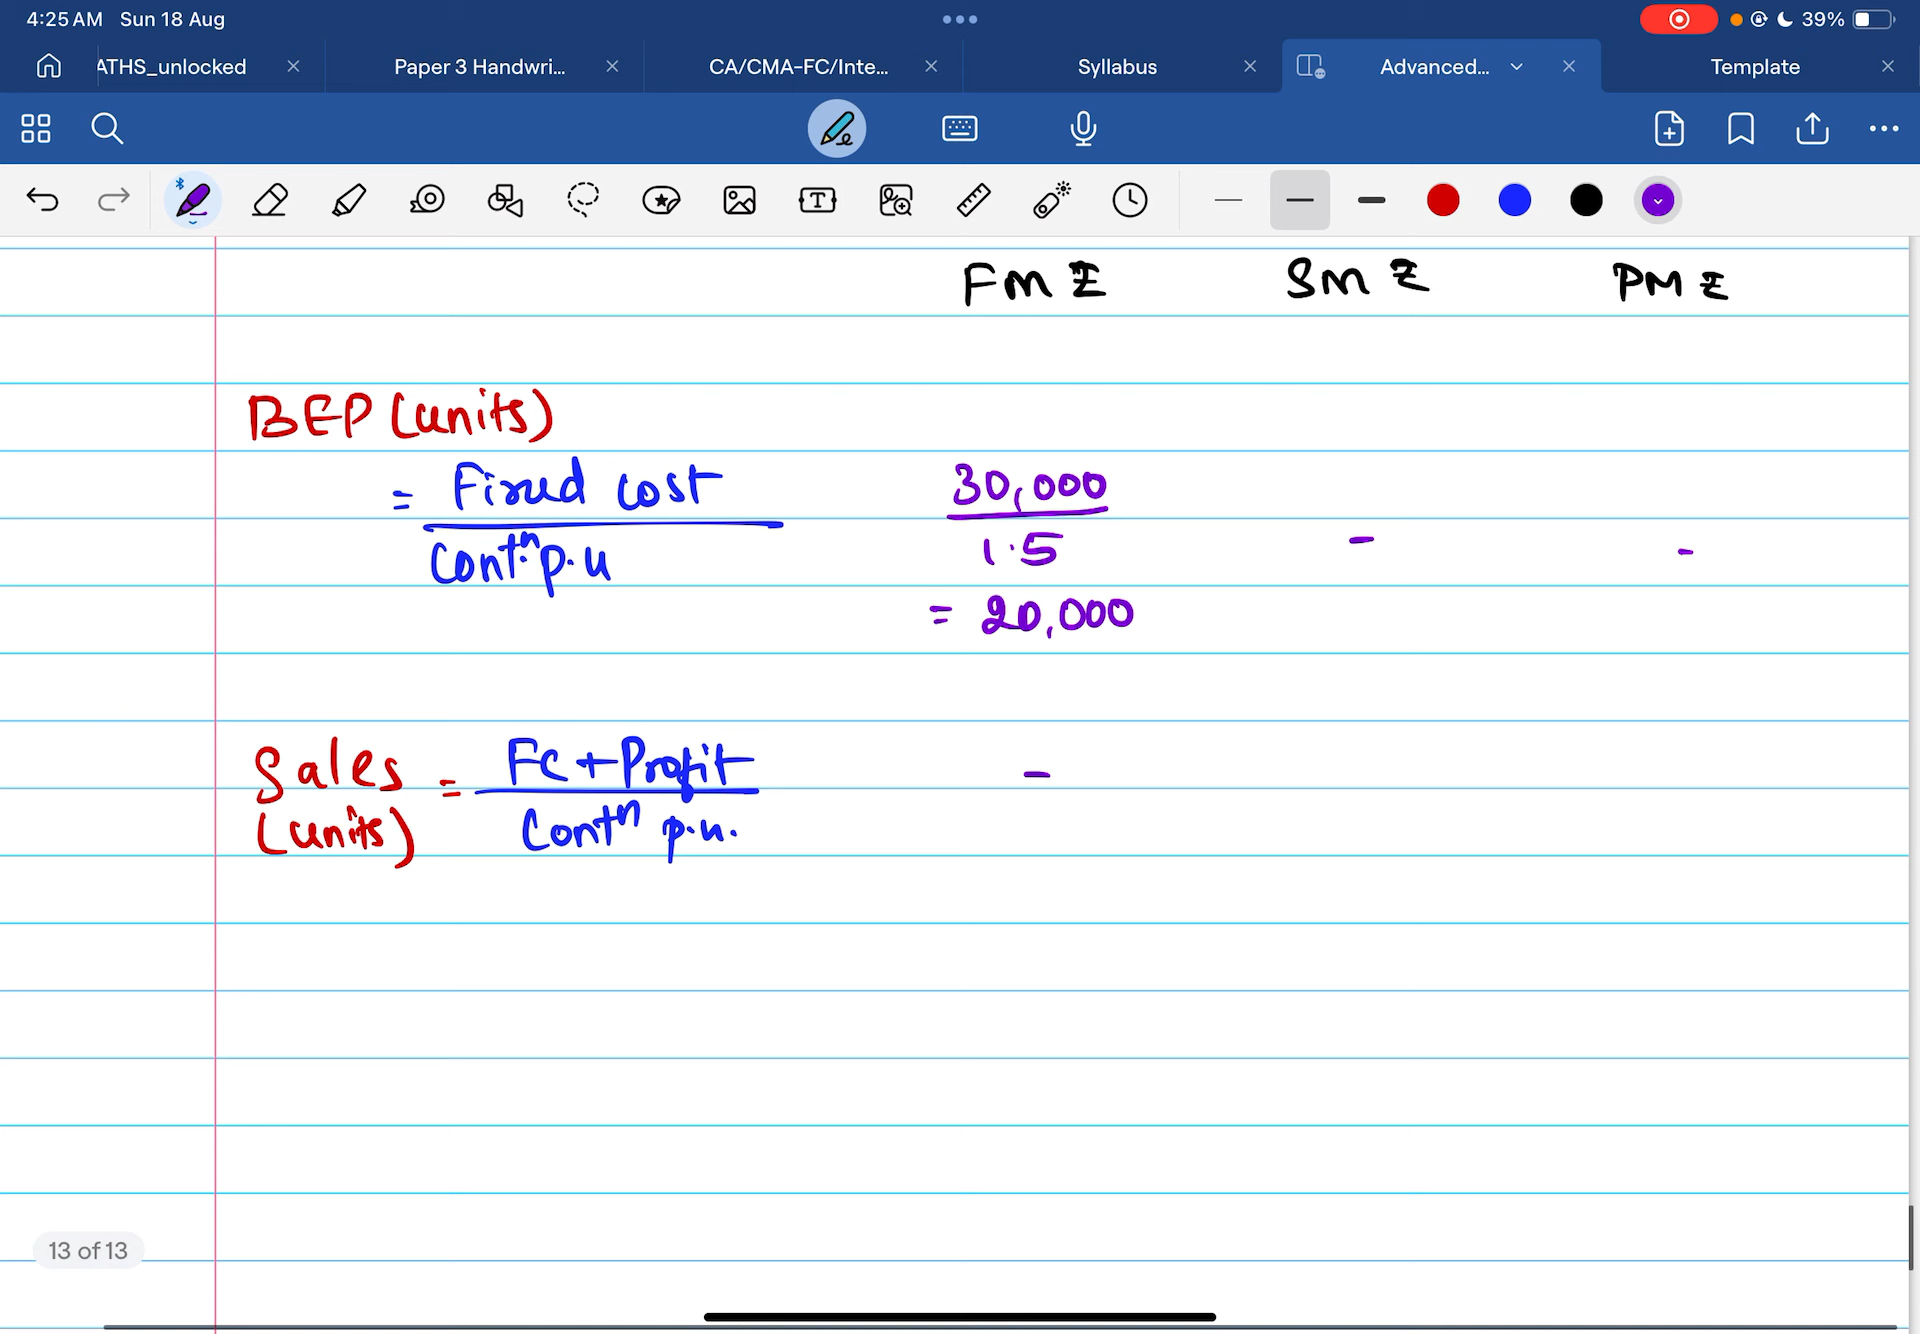 4:25 AM Sun 18 Aug
39%
ATHS_unlocked
Paper 3 Handwri...
CA/CMA-FC/Inte...
Syllabus
Advanced...
Template
FM ₹ SM ₹ PM ₹
BEP (units)
= Fixed cost
Contn p.u
30,000
1.5
- -
= 20,000
Sales (units) = FC + Profit
Contn p.u.
-
13 of 13